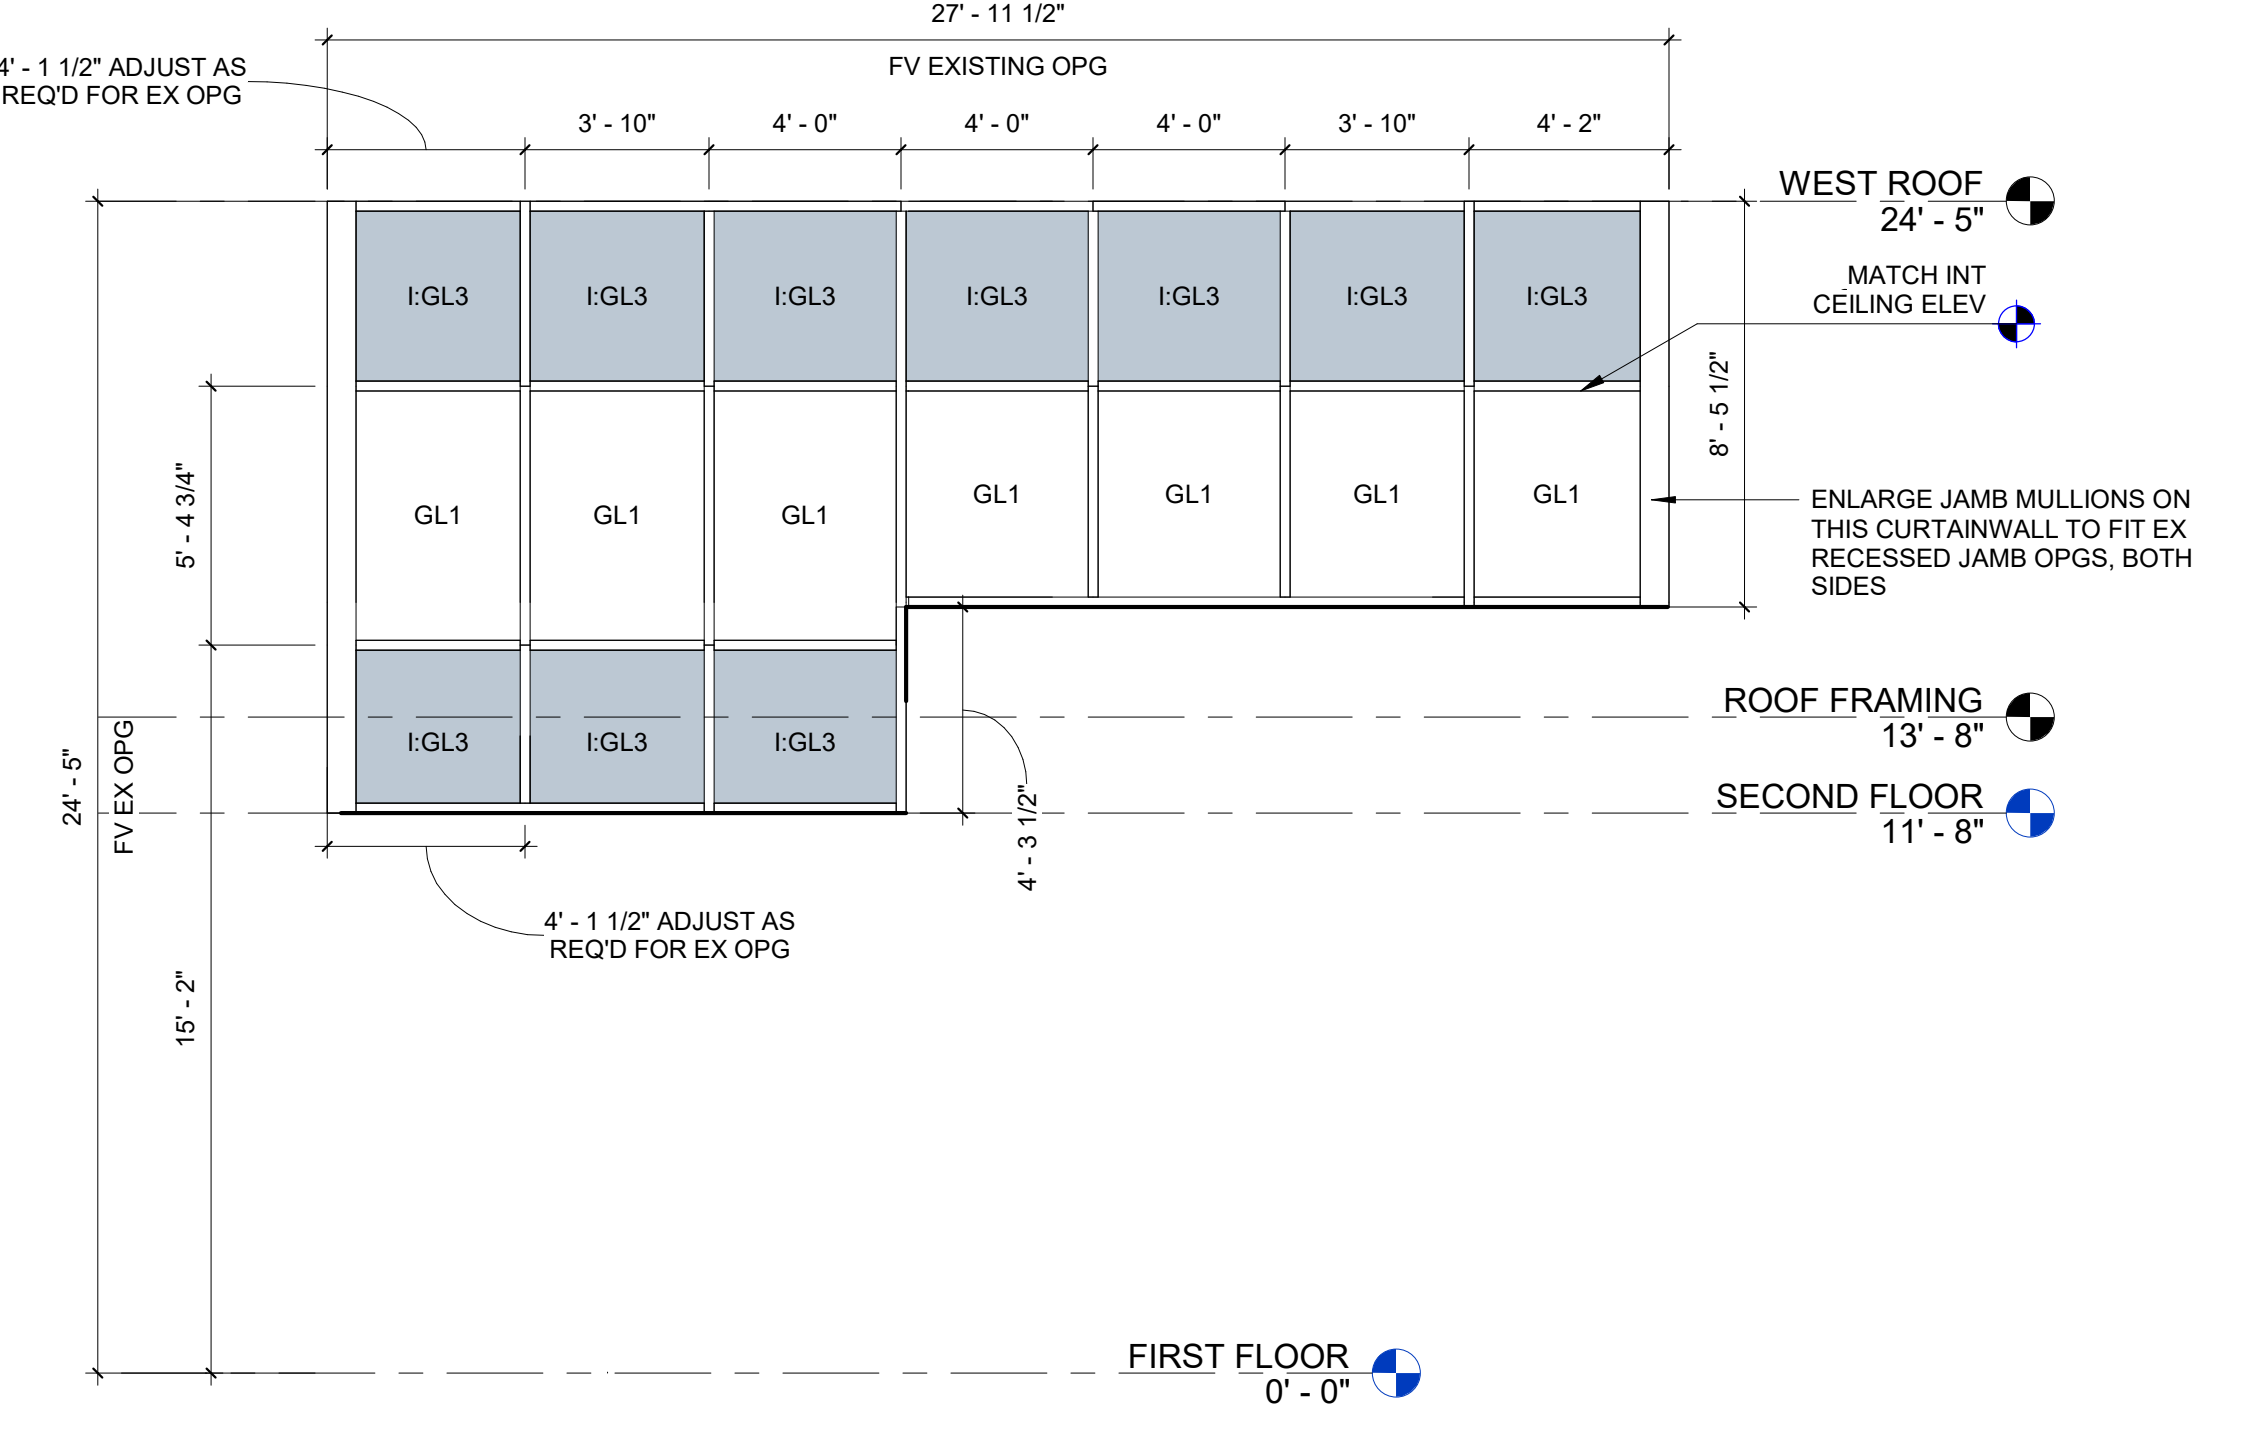 27' - 11 1/2"
FV EXISTING OPG
4' - 1 1/2" ADJUST AS
REQ'D FOR EX OPG
3' - 10"
4' - 0"
4' - 0"
4' - 0"
3' - 10"
4' - 2"
WEST ROOF
24' - 5"
MATCH INT
CEILING ELEV
I:GL3
I:GL3
I:GL3
I:GL3
I:GL3
I:GL3
I:GL3
8' - 5 1/2"
5' - 4 3/4"
GL1
GL1
GL1
GL1
GL1
GL1
GL1
ENLARGE JAMB MULLIONS ON
THIS CURTAINWALL TO FIT EX
RECESSED JAMB OPGS, BOTH
SIDES
ROOF FRAMING
13' - 8"
I:GL3
I:GL3
I:GL3
24' - 5"
FV EX OPG
SECOND FLOOR
11' - 8"
4' - 3 1/2"
4' - 1 1/2" ADJUST AS
REQ'D FOR EX OPG
15' - 2"
FIRST FLOOR
0' - 0"